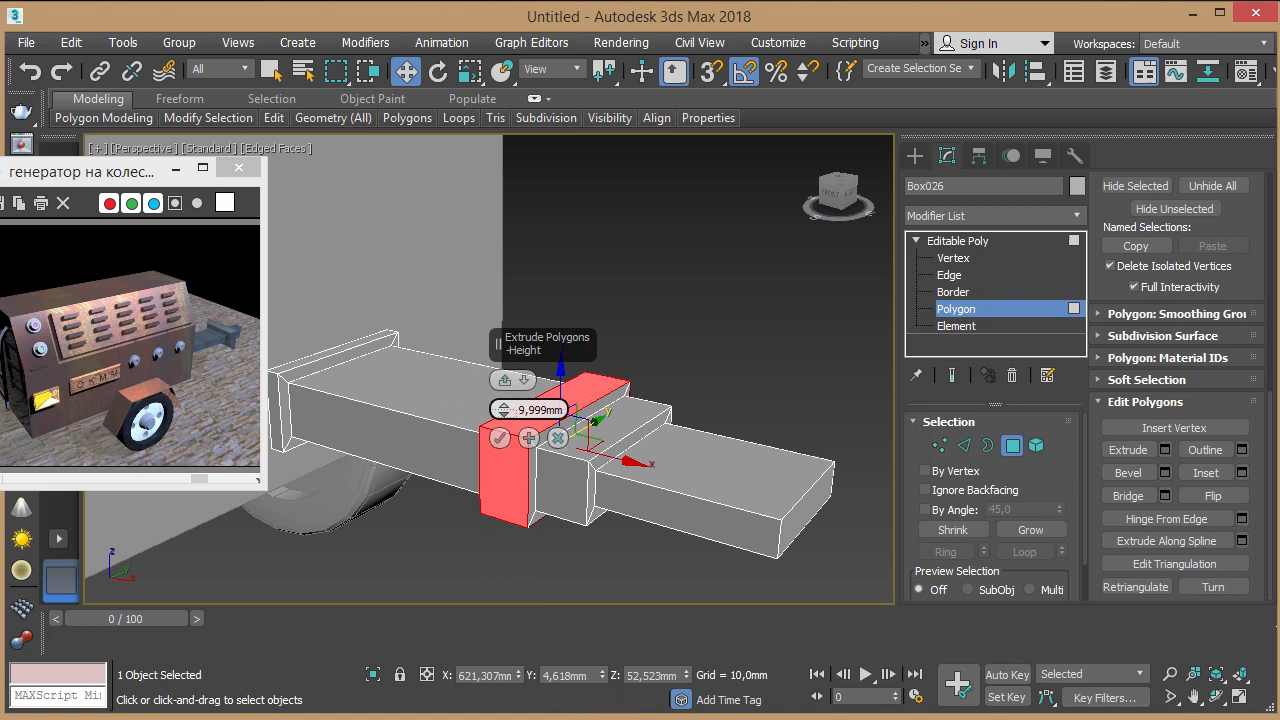 Untitled - Autodesk 3ds Max 2018
File Edit Tools Group Views Create Modifiers Animation Graph Editors Rendering Civil View Customize Scripting » Sign In Workspaces: Default
All View Create Selection Se
Modeling Freeform Selection Object Paint Populate
Polygon Modeling Modify Selection Edit Geometry (All) Polygons Loops Tris Subdivision Visibility Align Properties
[+] [Perspective] [Standard] [Edged Faces]
генератор на колес...
Extrude Polygons
-Height
9,999mm
Box026
Modifier List
Editable Poly
Vertex
Edge
Border
Polygon
Element
Selection
By Vertex
Ignore Backfacing
By Angle: 45,0
Shrink Grow
Ring Loop
Preview Selection
Off SubObj Multi
Hide Selected Unhide All
Hide Unselected
Named Selections:
Copy Paste
Delete Isolated Vertices
Full Interactivity
Polygon: Smoothing Grou
Subdivision Surface
Polygon: Material IDs
Soft Selection
Edit Polygons
Insert Vertex
Extrude Outline
Bevel Inset
Bridge Flip
Hinge From Edge
Extrude Along Spline
Edit Triangulation
Retriangulate Turn
x
y
z
x
< 0 / 100 >
1 Object Selected
X: 621,307mm Y: 4,618mm Z: 52,523mm Grid = 10,0mm
MAXScript Mi
Click or click-and-drag to select objects
Add Time Tag
Auto Key Selected
Set Key Key Filters...
0